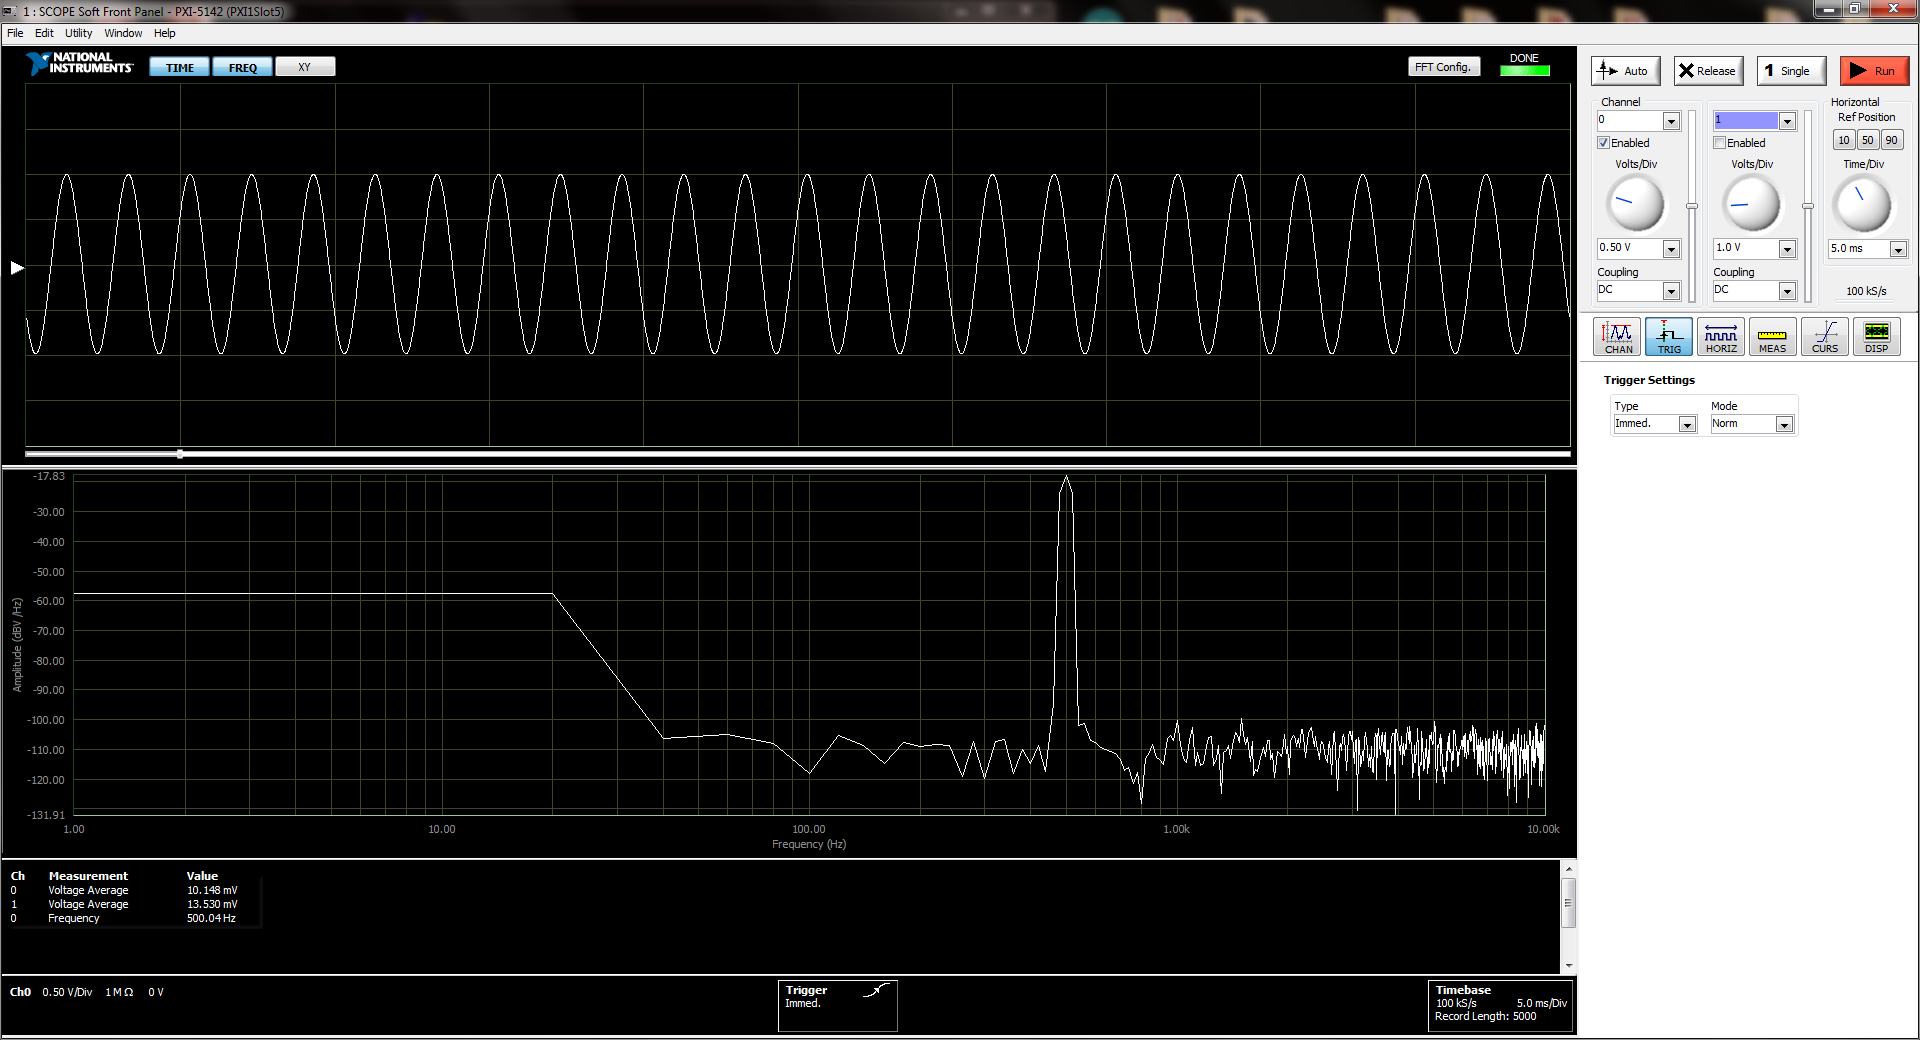 1 : SCOPE Soft Front Panel - PXI-5142 (PXI1Slot5)
File Edit Utility Window Help
NATIONAL INSTRUMENTS
TIME FREQ XY
FFT Config.
DONE
Auto Release 1 Single Run
Channel
0
Enabled
Volts/Div
0.50 V
Coupling
DC
1
Enabled
Volts/Div
1.0 V
Coupling
DC
Horizontal
Ref Position
10 50 90
Time/Div
5.0 ms
100 kS/s
CHAN TRIG HORIZ MEAS CURS DISP
Trigger Settings
Type Mode
Immed. Norm
-17.83
-30.00
-40.00
-50.00
-60.00
-70.00
-80.00
-90.00
-100.00
-110.00
-120.00
-131.91
Amplitude (dBV /Hz)
1.00 10.00 100.00 1.00k 10.00k
Frequency (Hz)
Ch Measurement Value
0 Voltage Average 10.148 mV
1 Voltage Average 13.530 mV
0 Frequency 500.04 Hz
Ch0 0.50 V/Div 1 M Ω 0 V
Trigger
Immed.
Timebase
100 kS/s 5.0 ms/Div
Record Length: 5000